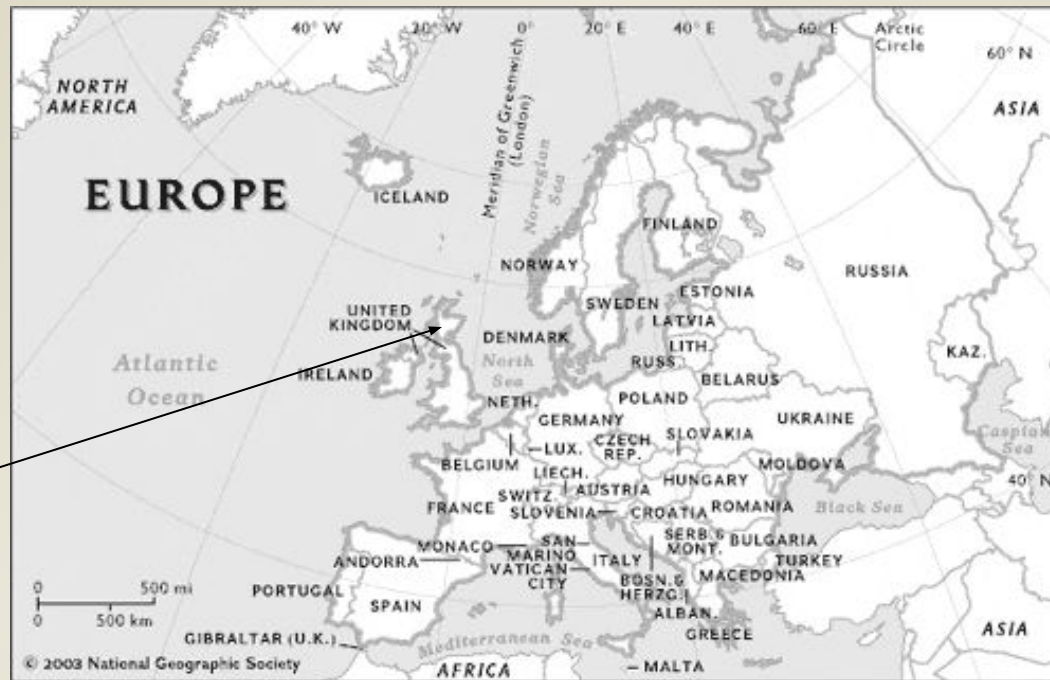 40° W
20° W
0°
20° E
40° E
60° E
Arctic
Circle
60° N
NORTH
AMERICA
ASIA
Meridian of Greenwich
(London)
Norwegian
Sea
EUROPE
ICELAND
FINLAND
NORWAY
RUSSIA
SWEDEN
ESTONIA
UNITED
KINGDOM
LATVIA
DENMARK
LITH.
KAZ.
Atlantic
Ocean
North
Sea
RUSS
IRELAND
BELARUS
NETH.
POLAND
GERMANY
UKRAINE
CZECH
REP.
SLOVAKIA
LUX.
Caspian
Sea
BELGIUM
LIECH.
MOLDOVA
HUNGARY
40° N
SWITZ.
AUSTRIA
FRANCE
SLOVENIA
CROATIA
ROMANIA
Black Sea
SERB.&
MONT.
BULGARIA
MONACO
SAN
MARINO
ITALY
ANDORRA
VATICAN
CITY
TURKEY
MACEDONIA
BOSN.&
HERZG.
0 500 mi
0 500 km
PORTUGAL
SPAIN
ALBAN.
GREECE
GIBRALTAR (U.K.)
Mediterranean Sea
ASIA
© 2003 National Geographic Society
AFRICA
MALTA